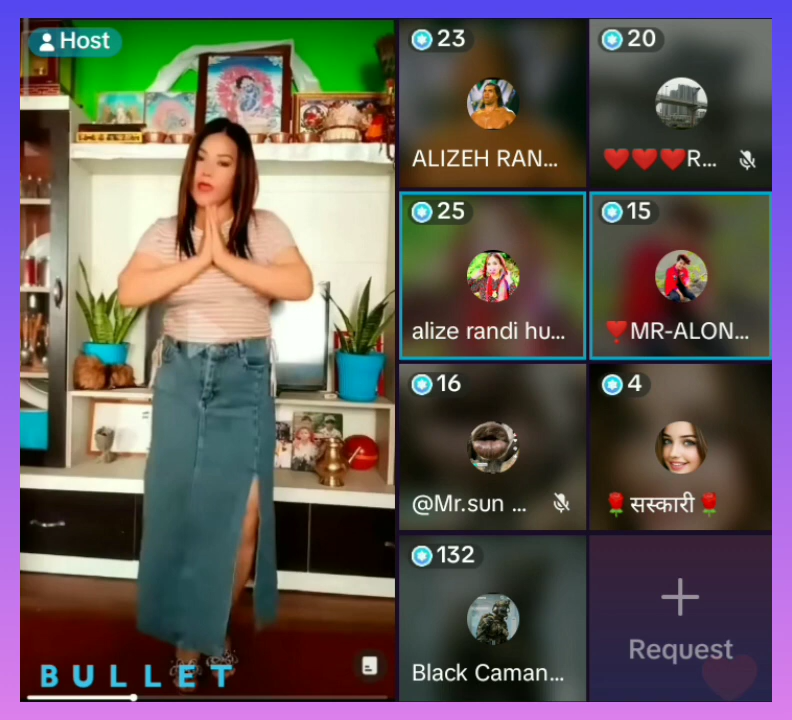 Host
23
ALIZEH RAN...
20
❤️❤️❤️R...
25
alize randi hu...
15
❣️MR-ALON...
16
@Mr.sun ...
4
🌹सस्कारी🌹
132
Black Caman...
Request
BULLET